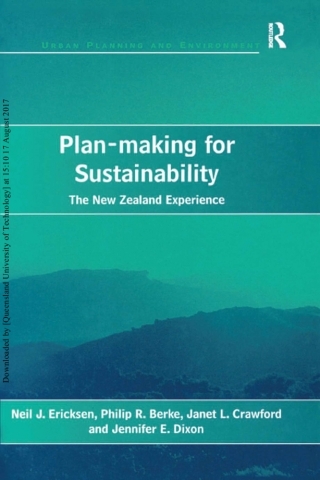 URBAN PLANNING AND ENVIRONMENT
R
ROUTLEDGE
Plan-making for
Sustainability
The New Zealand Experience
Neil J. Ericksen, Philip R. Berke, Janet L. Crawford
and Jennifer E. Dixon
Downloaded by [Queensland University of Technology] at 15:10 17 August 2017